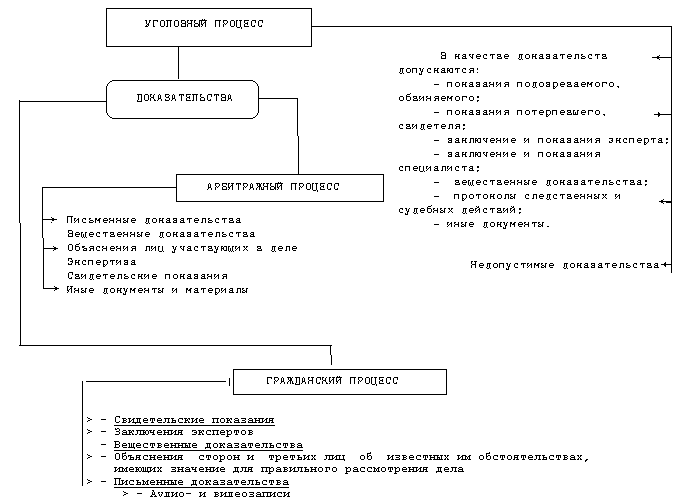 УГОЛОВНЫЙ ПРОЦЕСС
ДОКАЗАТЕЛЬСТВА
В качестве доказательств
допускаются:
- показания подозреваемого,
обвиняемого;
- показания потерпевшего,
свидетеля;
- заключение и показания эксперта;
- заключение и показания
специалиста;
- вещественные доказательства;
- протоколы следственных и
судебных действий;
- иные документы.
Недопустимые доказательства
АРБИТРАЖНЫЙ ПРОЦЕСС
Письменные доказательства
Вещественные доказательства
Объяснения лиц участвующих в деле
Экспертиза
Свидетельские показания
Иные документы и материалы
ГРАЖДАНСКИЙ ПРОЦЕСС
> - Свидетельские показания
> - Заключения экспертов
- Вещественные доказательства
> - Объяснения сторон и третьих лиц об известных им обстоятельствах,
имеющих значение для правильного рассмотрения дела
> - Письменные доказательства
> - Аудио- и видеозаписи